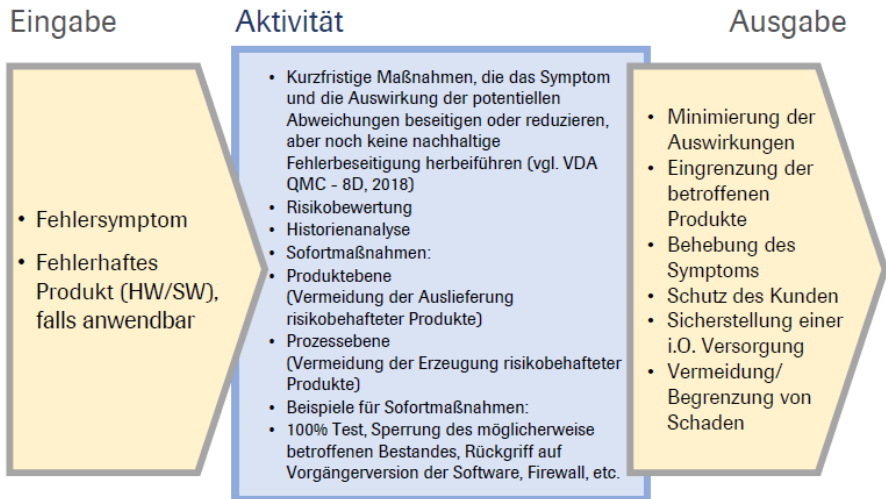 Eingabe
Aktivität
Ausgabe
• Fehlersymptom
• Fehlerhaftes
Produkt (HW/SW),
falls anwendbar
• Kurzfristige Maßnahmen, die das Symptom
und die Auswirkung der potentiellen
Abweichungen beseitigen oder reduzieren,
aber noch keine nachhaltige
Fehlerbeseitigung herbeiführen (vgl. VDA
QMC - 8D, 2018)
• Risikobewertung
• Historienanalyse
• Sofortmaßnahmen:
• Produktebene
(Vermeidung der Auslieferung
risikobehafteter Produkte)
• Prozessebene
(Vermeidung der Erzeugung risikobehafteter
Produkte)
• Beispiele für Sofortmaßnahmen:
• 100% Test, Sperrung des möglicherweise
betroffenen Bestandes, Rückgriff auf
Vorgängerversion der Software, Firewall, etc.
• Minimierung der
Auswirkungen
• Eingrenzung der
betroffenen
Produkte
• Behebung des
Symptoms
• Schutz des Kunden
• Sicherstellung einer
i.O. Versorgung
• Vermeidung/
Begrenzung von
Schaden